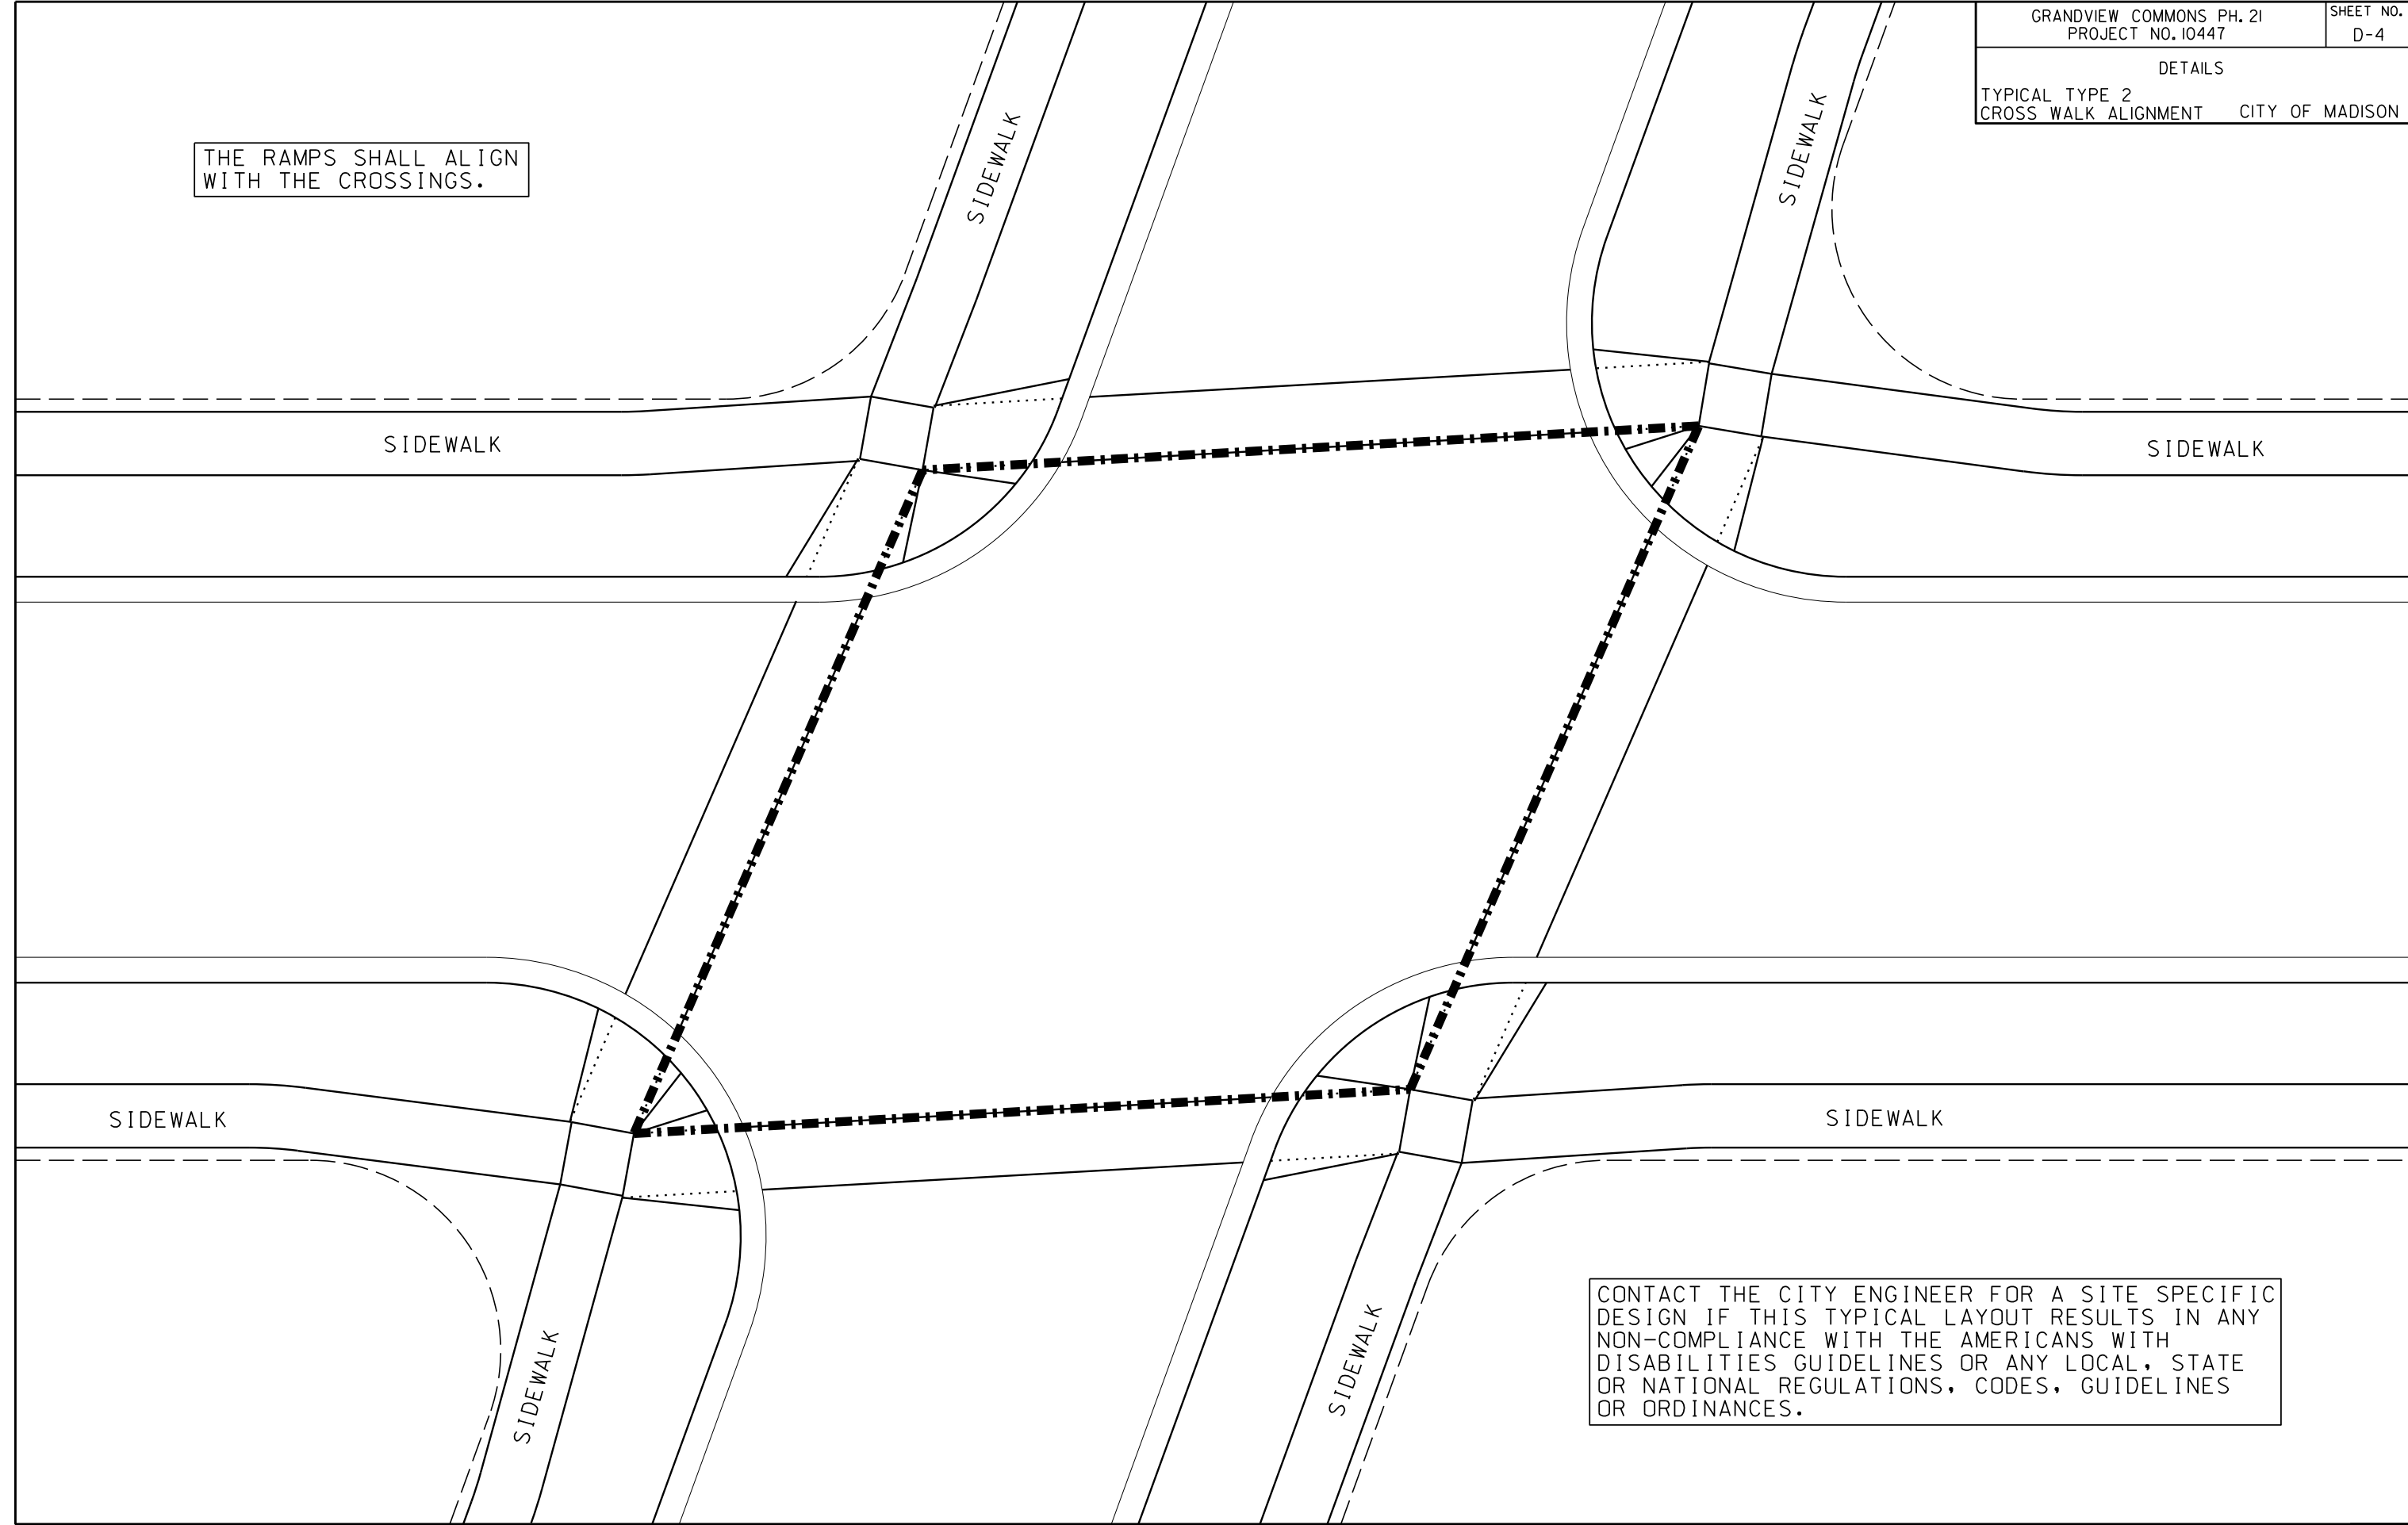 GRANDVIEW COMMONS PH. 21
PROJECT NO. 10447
SHEET NO.
D-4
DETAILS
TYPICAL TYPE 2
CROSS WALK ALIGNMENT CITY OF MADISON
THE RAMPS SHALL ALIGN
WITH THE CROSSINGS.
SIDEWALK
SIDEWALK
SIDEWALK
SIDEWALK
SIDEWALK
SIDEWALK
SIDEWALK
SIDEWALK
CONTACT THE CITY ENGINEER FOR A SITE SPECIFIC
DESIGN IF THIS TYPICAL LAYOUT RESULTS IN ANY
NON-COMPLIANCE WITH THE AMERICANS WITH
DISABILITIES GUIDELINES OR ANY LOCAL, STATE
OR NATIONAL REGULATIONS, CODES, GUIDELINES
OR ORDINANCES.